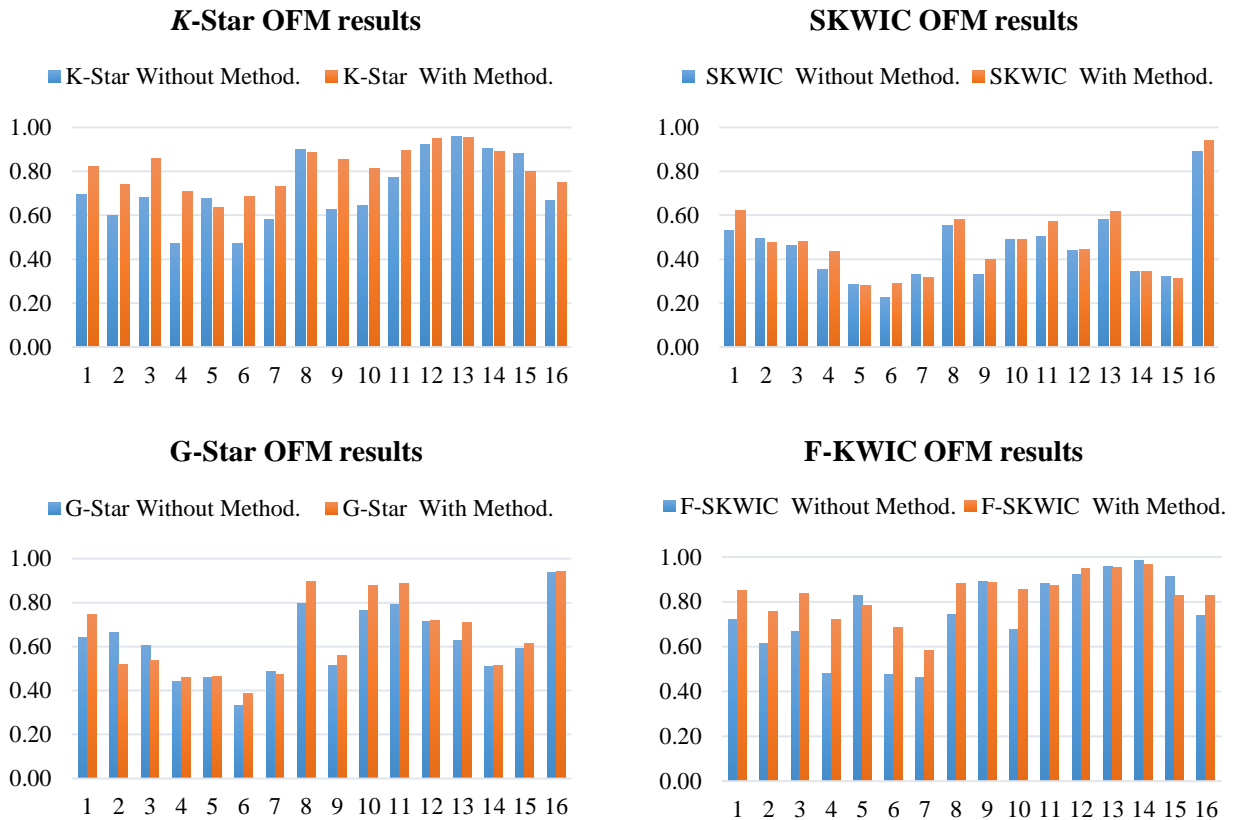 K-Star OFM results
K-Star Without Method. K-Star With Method.
1.00
0.80
0.60
0.40
0.20
0.00
1 2 3 4 5 6 7 8 9 10 11 12 13 14 15 16
SKWIC OFM results
SKWIC Without Method. SKWIC With Method.
1.00
0.80
0.60
0.40
0.20
0.00
1 2 3 4 5 6 7 8 9 10 11 12 13 14 15 16
G-Star OFM results
G-Star Without Method. G-Star With Method.
1.00
0.80
0.60
0.40
0.20
0.00
1 2 3 4 5 6 7 8 9 10 11 12 13 14 15 16
F-KWIC OFM results
F-SKWIC Without Method. F-SKWIC With Method.
1.00
0.80
0.60
0.40
0.20
0.00
1 2 3 4 5 6 7 8 9 10 11 12 13 14 15 16